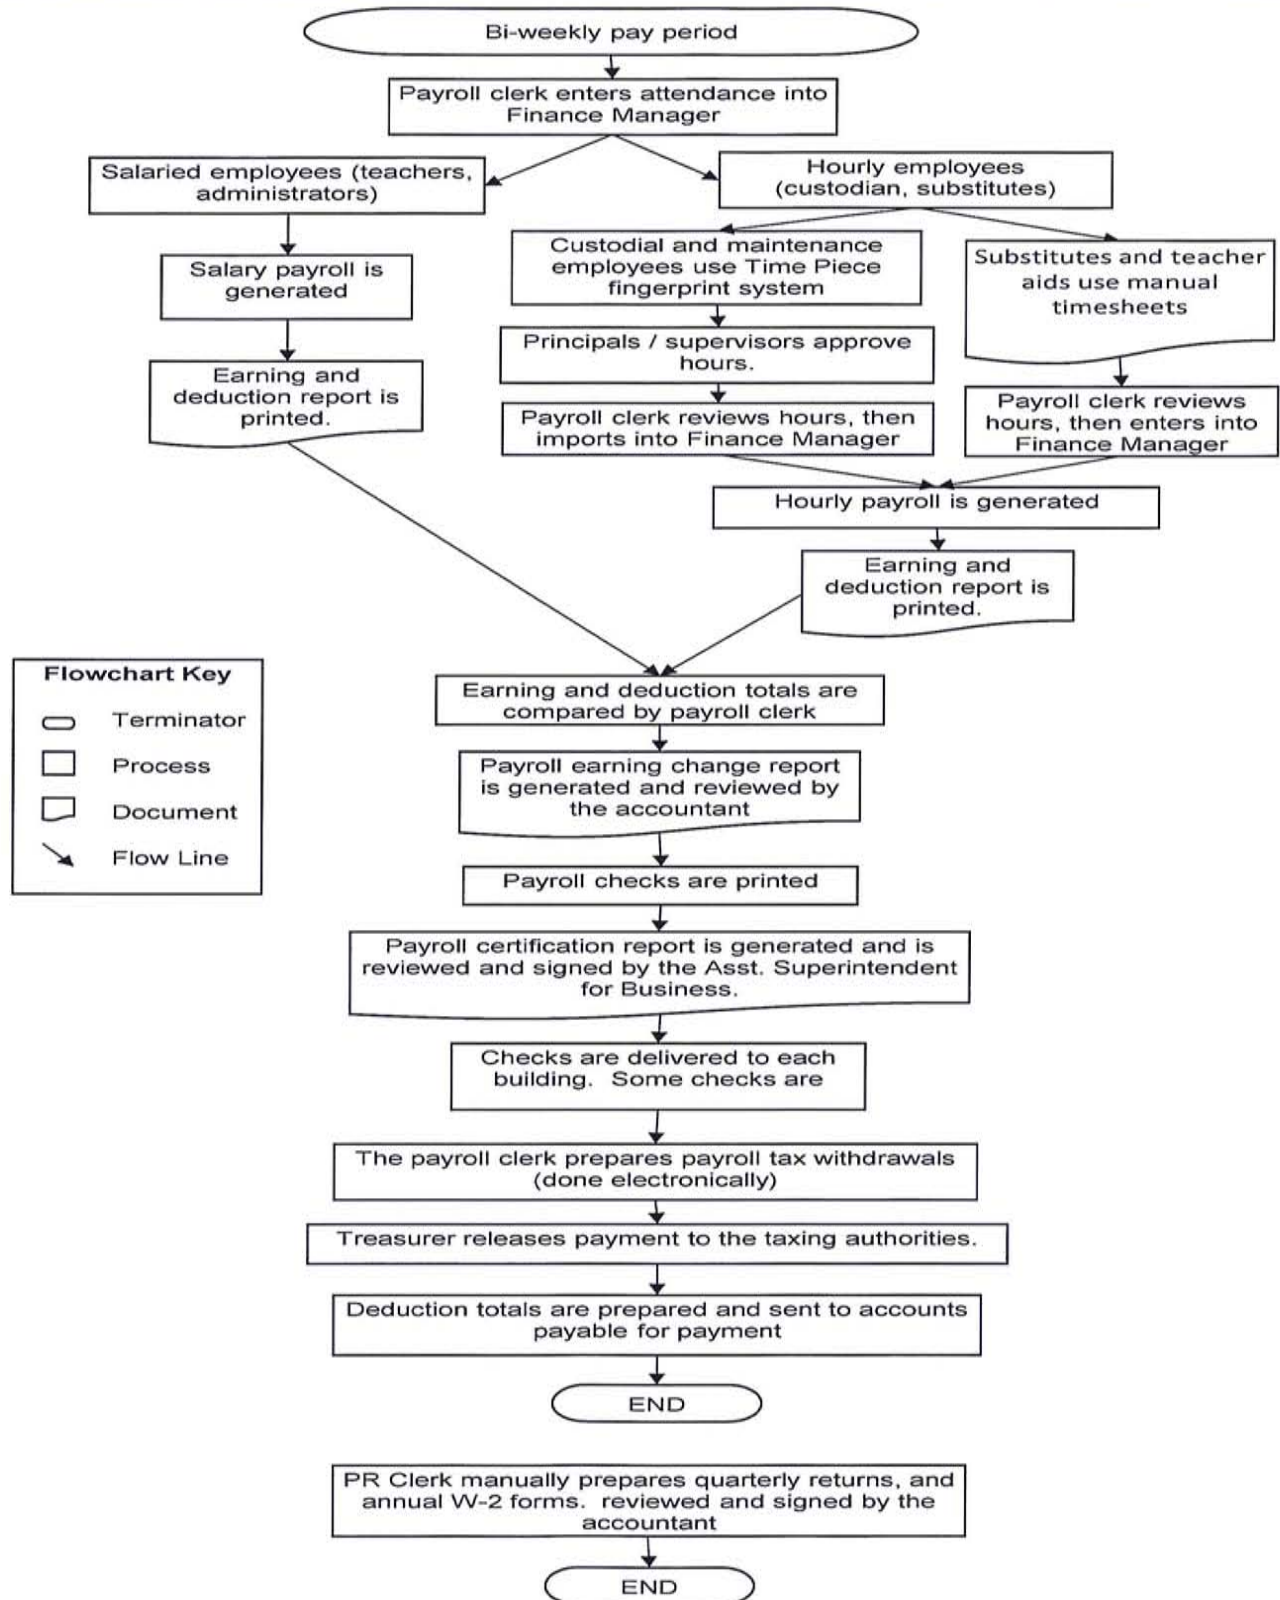 Bi-weekly pay period
Payroll clerk enters attendance into
Finance Manager
Salaried employees (teachers,
administrators)
Hourly employees
(custodian, substitutes)
Salary payroll is
generated
Custodial and maintenance
employees use Time Piece
fingerprint system
Substitutes and teacher
aids use manual
timesheets
Principals / supervisors approve
hours.
Earning and
deduction report is
printed.
Payroll clerk reviews hours, then
imports into Finance Manager
Payroll clerk reviews
hours, then enters into
Finance Manager
Hourly payroll is generated
Earning and
deduction report is
printed.
Flowchart Key
Terminator
Process
Document
Flow Line
Earning and deduction totals are
compared by payroll clerk
Payroll earning change report
is generated and reviewed by
the accountant
Payroll checks are printed
Payroll certification report is generated and is
reviewed and signed by the Asst. Superintendent
for Business.
Checks are delivered to each
building.  Some checks are
The payroll clerk prepares payroll tax withdrawals
(done electronically)
Treasurer releases payment to the taxing authorities.
Deduction totals are prepared and sent to accounts
payable for payment
END
PR Clerk manually prepares quarterly returns, and
annual W-2 forms.  reviewed and signed by the
accountant
END